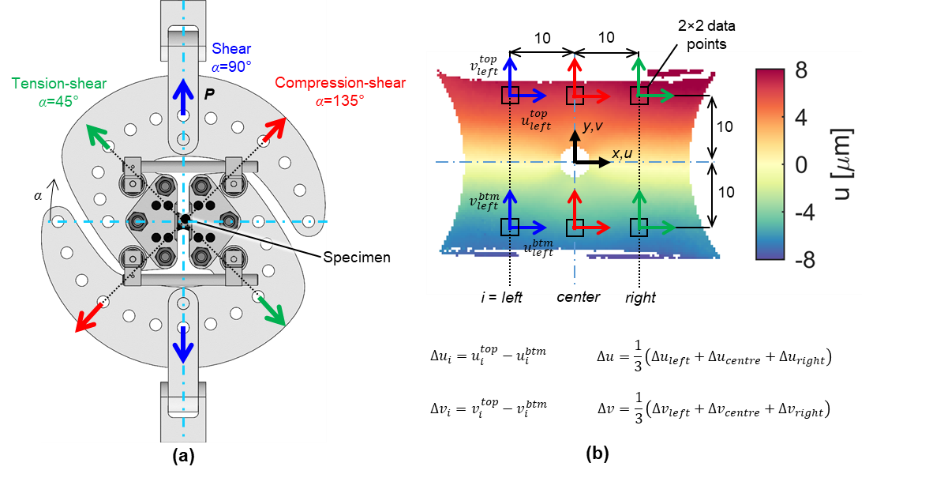 Shear
α=90°
Tension-shear
α=45°
P
Compression-shear
α=135°
α
Specimen
(a)
10 10
2×2 data
points
v_left^top
u_left^top
y,v
x,u
10
10
v_left^btm
u_left^btm
i = left center right
8
4
0
-4
-8
u [μm]
Δu_i = u_i^top − u_i^btm
Δu = 1/3 (Δu_left + Δu_centre + Δu_right)
Δv_i = v_i^top − v_i^btm
Δv = 1/3 (Δv_left + Δv_centre + Δv_right)
(b)